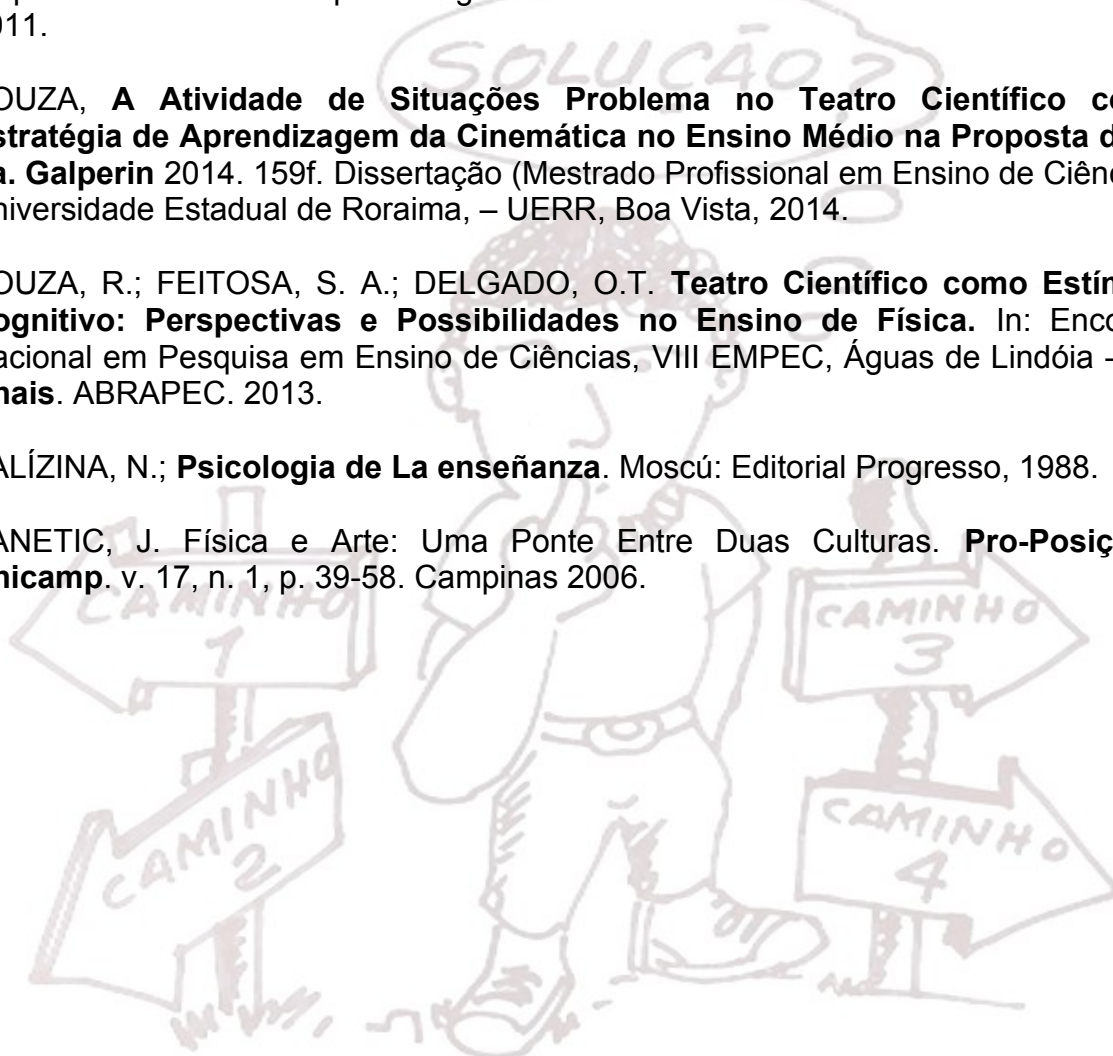 011.
SOLUÇÃO?
OUZA, A Atividade de Situações Problema no Teatro Científico co
stratégia de Aprendizagem da Cinemática no Ensino Médio na Proposta d
a. Galperin 2014. 159f. Dissertação (Mestrado Profissional em Ensino de Ciênc
niversidade Estadual de Roraima, – UERR, Boa Vista, 2014.
OUZA, R.; FEITOSA, S. A.; DELGADO, O.T. Teatro Científico como Estín
ognitivo: Perspectivas e Possibilidades no Ensino de Física. In: Enco
acional em Pesquisa em Ensino de Ciências, VIII EMPEC, Águas de Lindóia -
nais. ABRAPEC. 2013.
ALÍZINA, N.; Psicologia de La enseñanza. Moscú: Editorial Progresso, 1988.
ANETIC, J. Física e Arte: Uma Ponte Entre Duas Culturas. Pro-Posiç
nicamp. v. 17, n. 1, p. 39-58. Campinas 2006.
CAMINHO
1
CAMINHO
3
CAMINHO
2
CAMINHO
4